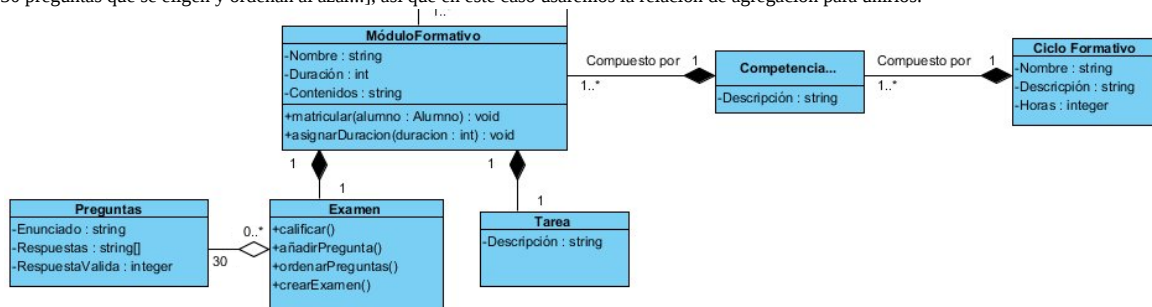 30 preguntas que se eligen y ordenan al azar...], así que en este caso usaremos la relación de agregación para unirlos.
1..*
MóduloFormativo
-Nombre : string
-Duración : int
-Contenidos : string
+matricular(alumno : Alumno) : void
+asignarDuracion(duracion : int) : void
Compuesto por 1
1..*
Competencia...
-Descripción : string
Compuesto por 1
1..*
Ciclo Formativo
-Nombre : string
-Descricpión : string
-Horas : integer
1
1
1
1
Preguntas
-Enunciado : string
-Respuestas : string[]
-RespuestaValida : integer
0..*
30
Examen
+calificar()
+añadirPregunta()
+ordenarPreguntas()
+crearExamen()
Tarea
-Descripción : string